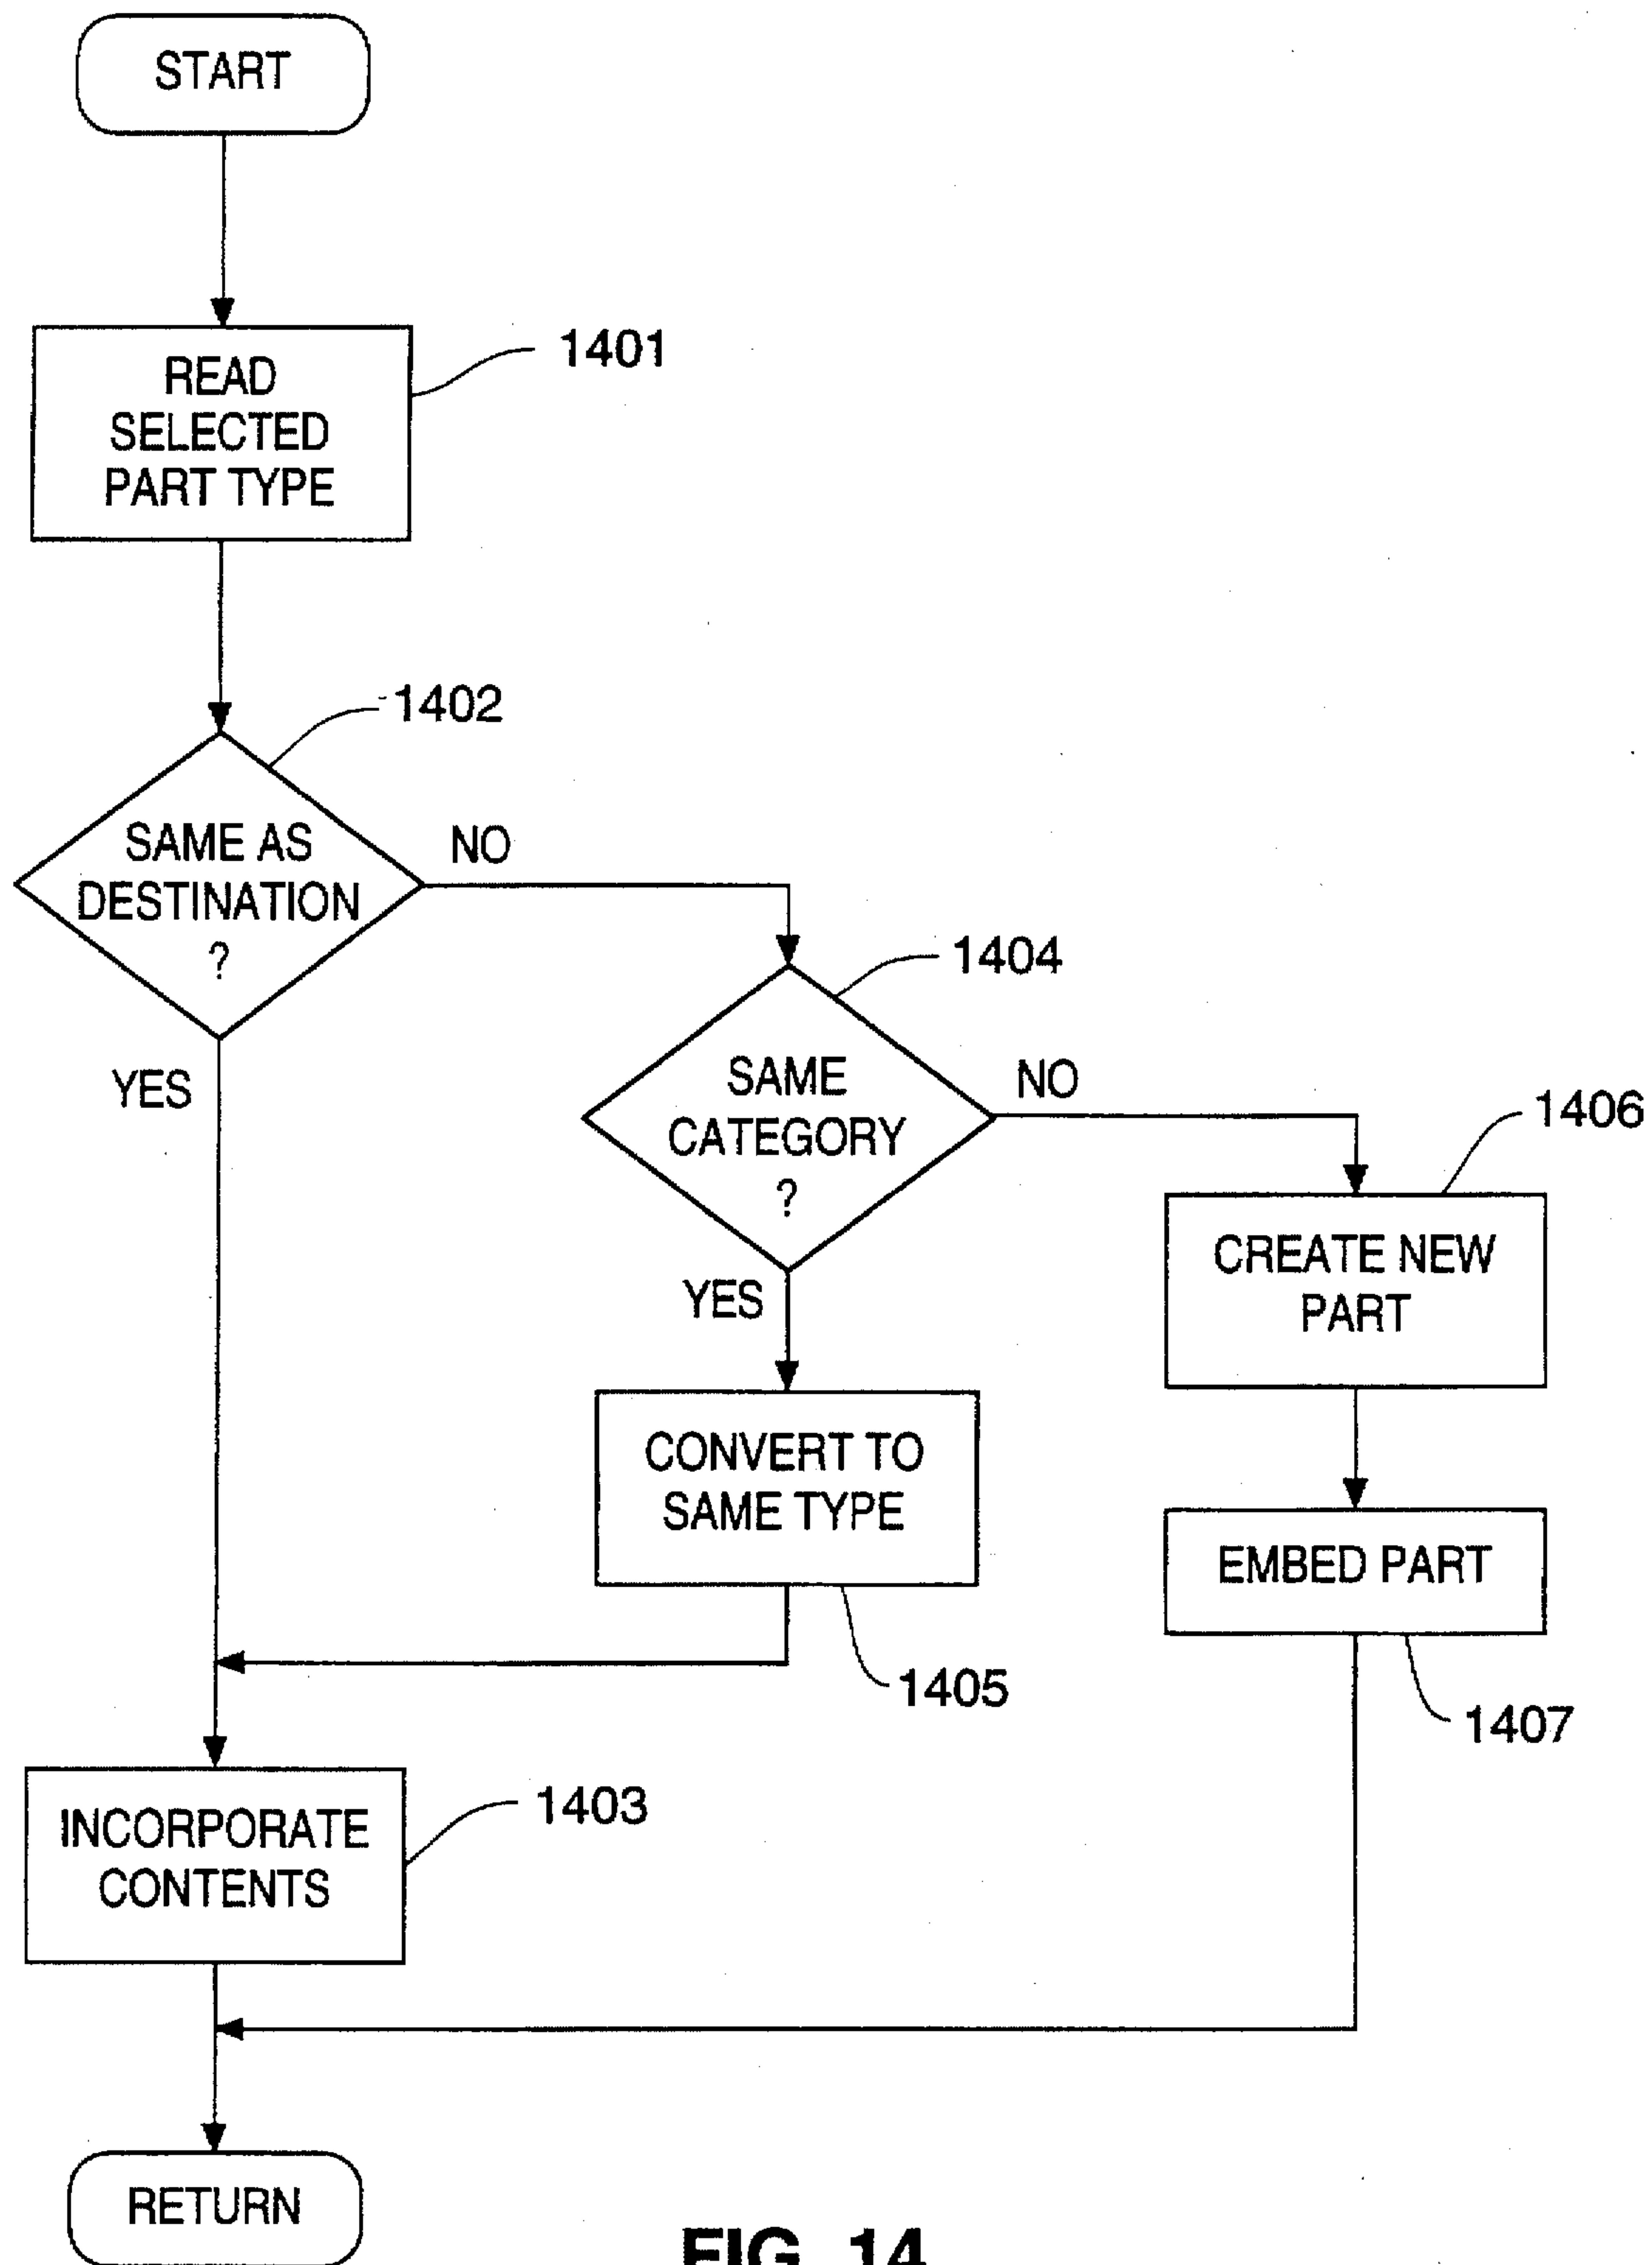 START
1401
READ
SELECTED
PART TYPE
1402
SAME AS
DESTINATION
?
NO
YES
1404
SAME
CATEGORY
?
NO
YES
1406
CREATE NEW
PART
CONVERT TO
SAME TYPE
1405
EMBED PART
1407
1403
INCORPORATE
CONTENTS
RETURN
FIG. 14